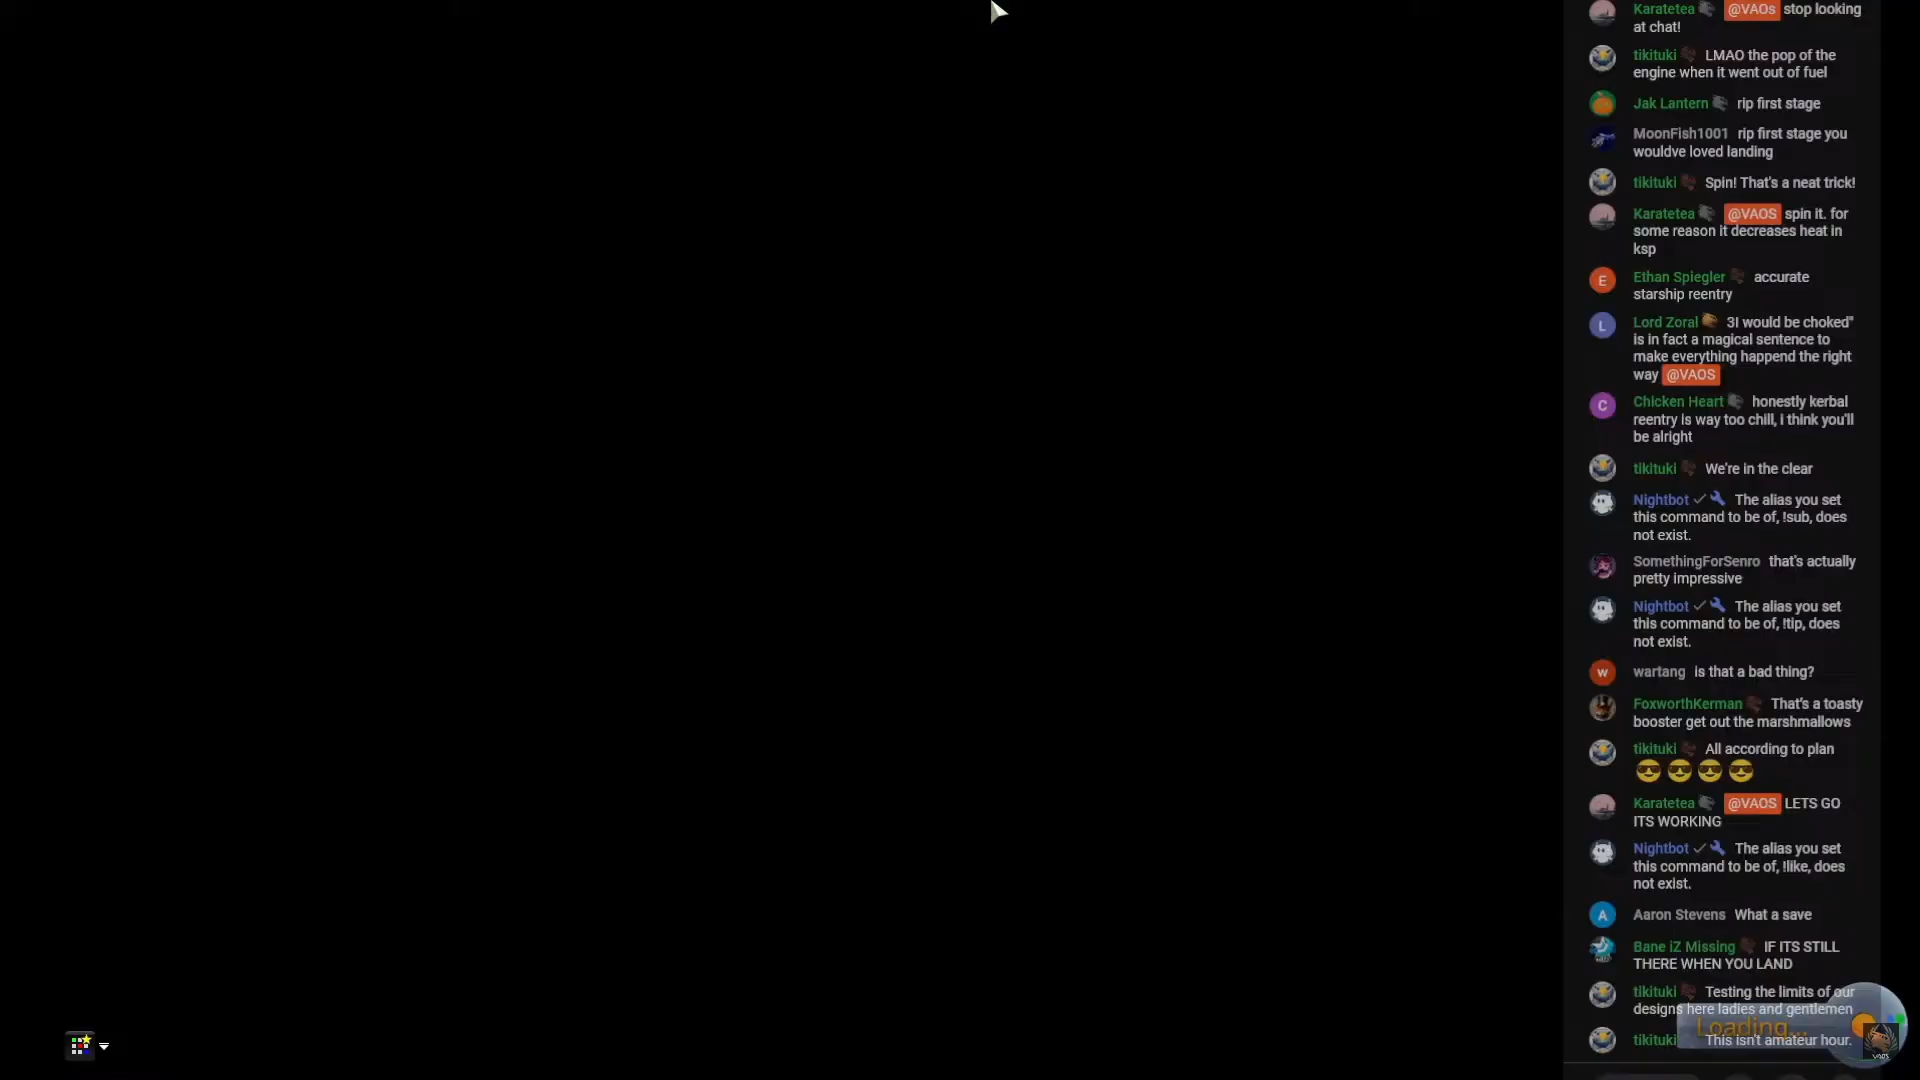 Karatetea @VAOs stop looking
at chat!
tikituki LMAO the pop of the
engine when it went out of fuel
Jak Lantern rip first stage
MoonFish1001 rip first stage you
wouldve loved landing
tikituki Spin! That's a neat trick!
Karatetea @VAOS spin it. for
some reason it decreases heat in
ksp
E Ethan Spiegler accurate
starship reentry
L Lord Zoral 3I would be choked"
is in fact a magical sentence to
make everything happend the right
way @VAOS
C Chicken Heart honestly kerbal
reentry is way too chill, i think you'll
be alright
tikituki We're in the clear
Nightbot The alias you set
this command to be of, !sub, does
not exist.
SomethingForSenro that's actually
pretty impressive
Nightbot The alias you set
this command to be of, !tip, does
not exist.
w wartang is that a bad thing?
FoxworthKerman That's a toasty
booster get out the marshmallows
tikituki All according to plan
Karatetea @VAOS LETS GO
ITS WORKING
Nightbot The alias you set
this command to be of, !like, does
not exist.
A Aaron Stevens What a save
Bane iZ Missing IF ITS STILL
THERE WHEN YOU LAND
tikituki Testing the limits of our
designs here ladies and gentlemen
Loading...
tikituki This isn't amateur hour.
VAOS